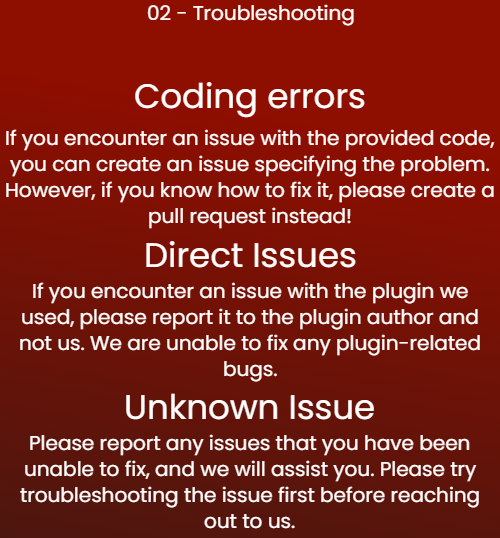 02 - Troubleshooting
Coding errors
If you encounter an issue with the provided code,
you can create an issue specifying the problem.
However, if you know how to fix it, please create a
pull request instead!
Direct Issues
If you encounter an issue with the plugin we
used, please report it to the plugin author and
not us. We are unable to fix any plugin-related
bugs.
Unknown Issue
Please report any issues that you have been
unable to fix, and we will assist you. Please try
troubleshooting the issue first before reaching
out to us.